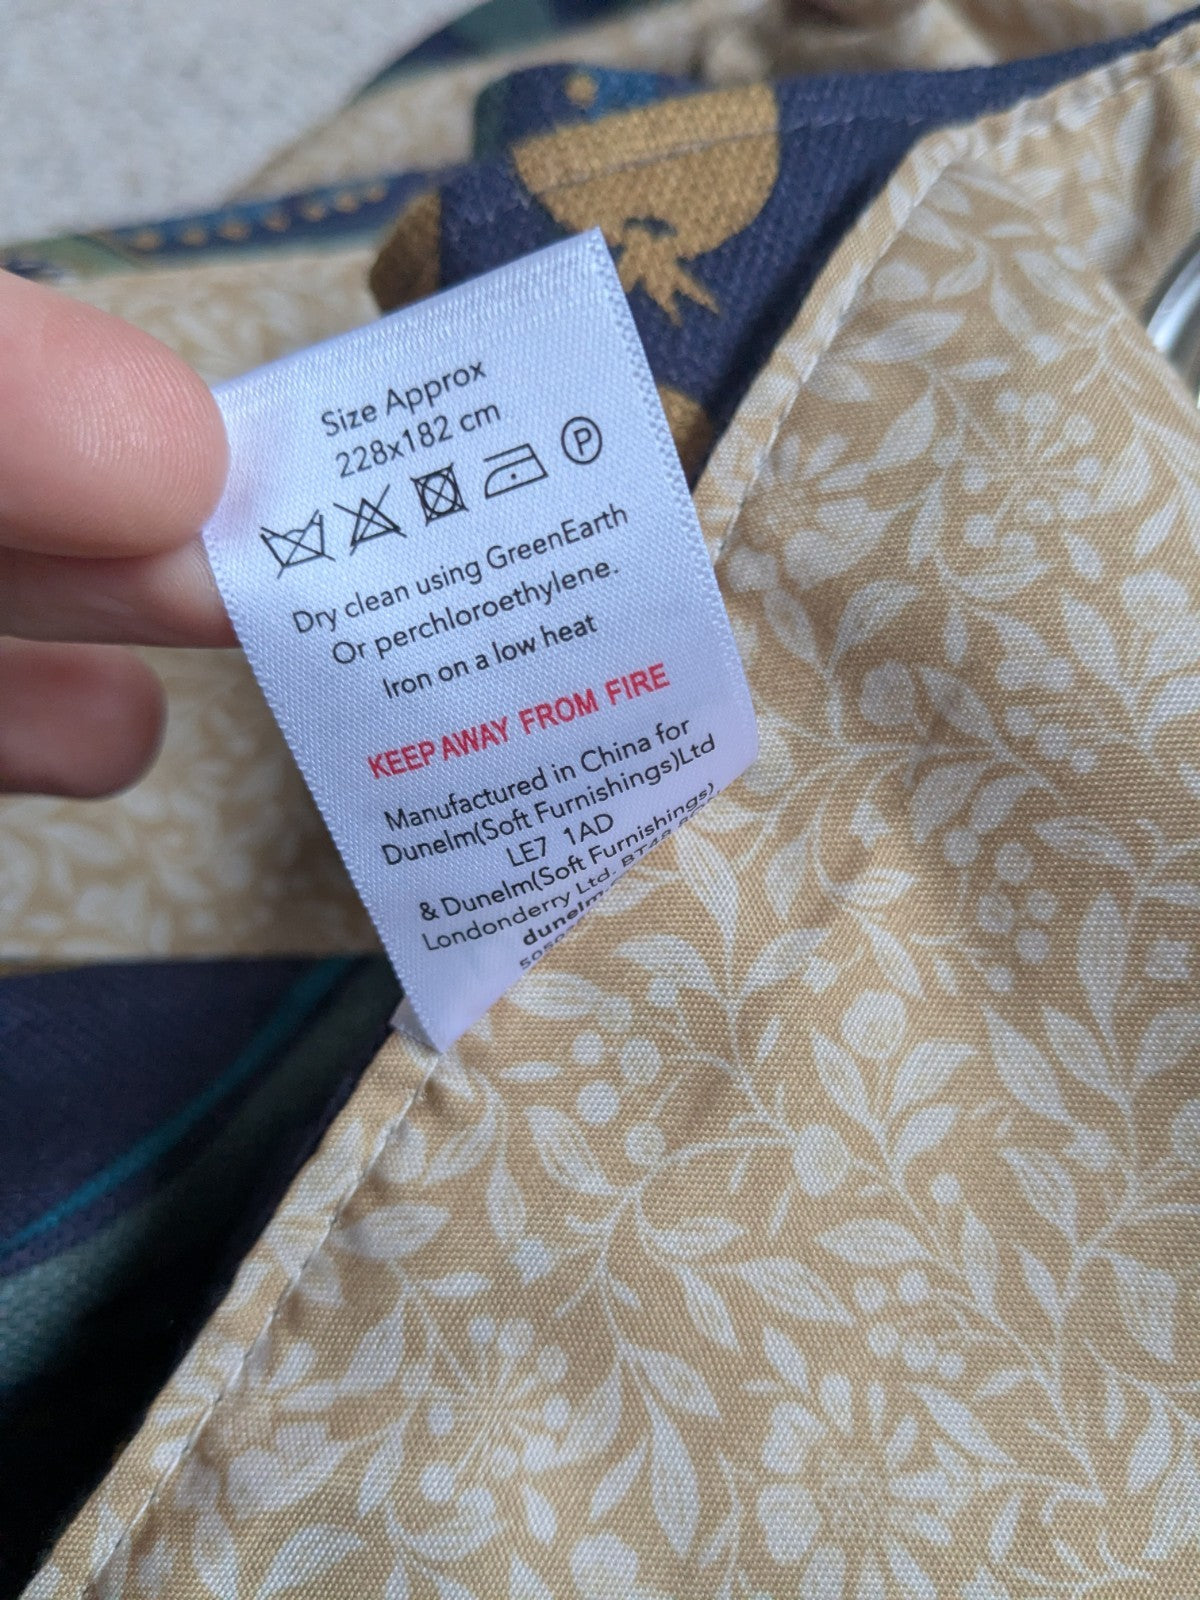 Size Approx
228x182 cm
P
Dry clean using GreenEarth
Or perchloroethylene.
Iron on a low heat
KEEP AWAY FROM FIRE
Manufactured in China for
Dunelm(Soft Furnishings)Ltd
LE7 1AD
& Dunelm(Soft Furnishings)
Londonderry Ltd.